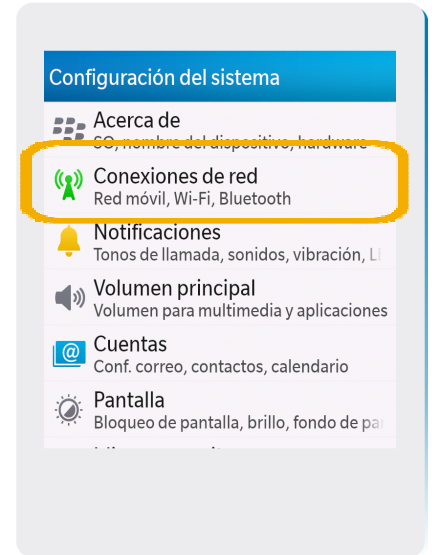 Configuración del sistema
Acerca de
SO, nombre del dispositivo, hardware
Conexiones de red
Red móvil, Wi-Fi, Bluetooth
Notificaciones
Tonos de llamada, sonidos, vibración, L
Volumen principal
Volumen para multimedia y aplicaciones
@
Cuentas
Conf. correo, contactos, calendario
Pantalla
Bloqueo de pantalla, brillo, fondo de pa